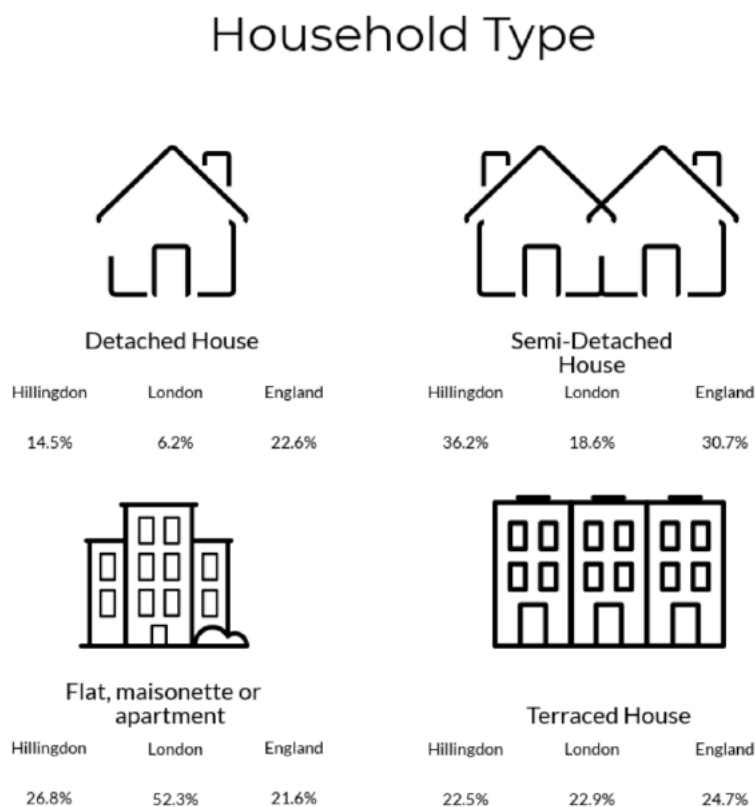 Household Type
Detached House
Hillingdon London England
14.5% 6.2% 22.6%
Semi-Detached
House
Hillingdon London England
36.2% 18.6% 30.7%
Flat, maisonette or
apartment
Hillingdon London England
26.8% 52.3% 21.6%
Terraced House
Hillingdon London England
22.5% 22.9% 24.7%